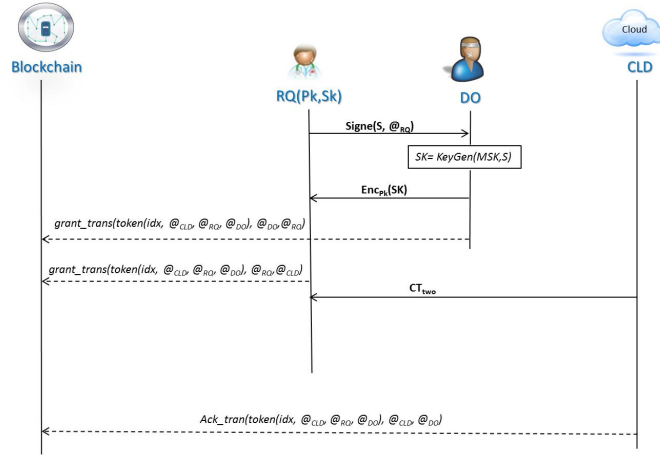 Cloud
Blockchain
CLD
RQ(Pk,Sk)
DO
Signe(S, @RQ)
SK= KeyGen(MSK,S)
EncPk(SK)
grant_trans(token(idx, @CLD, @RQ, @DO), @DO,@RQ)
grant_trans(token(idx, @CLD, @RQ, @DO), @RQ,@CLD)
CTtwo
Ack_tran(token(idx, @CLD, @RQ, @DO), @CLD, @DO)